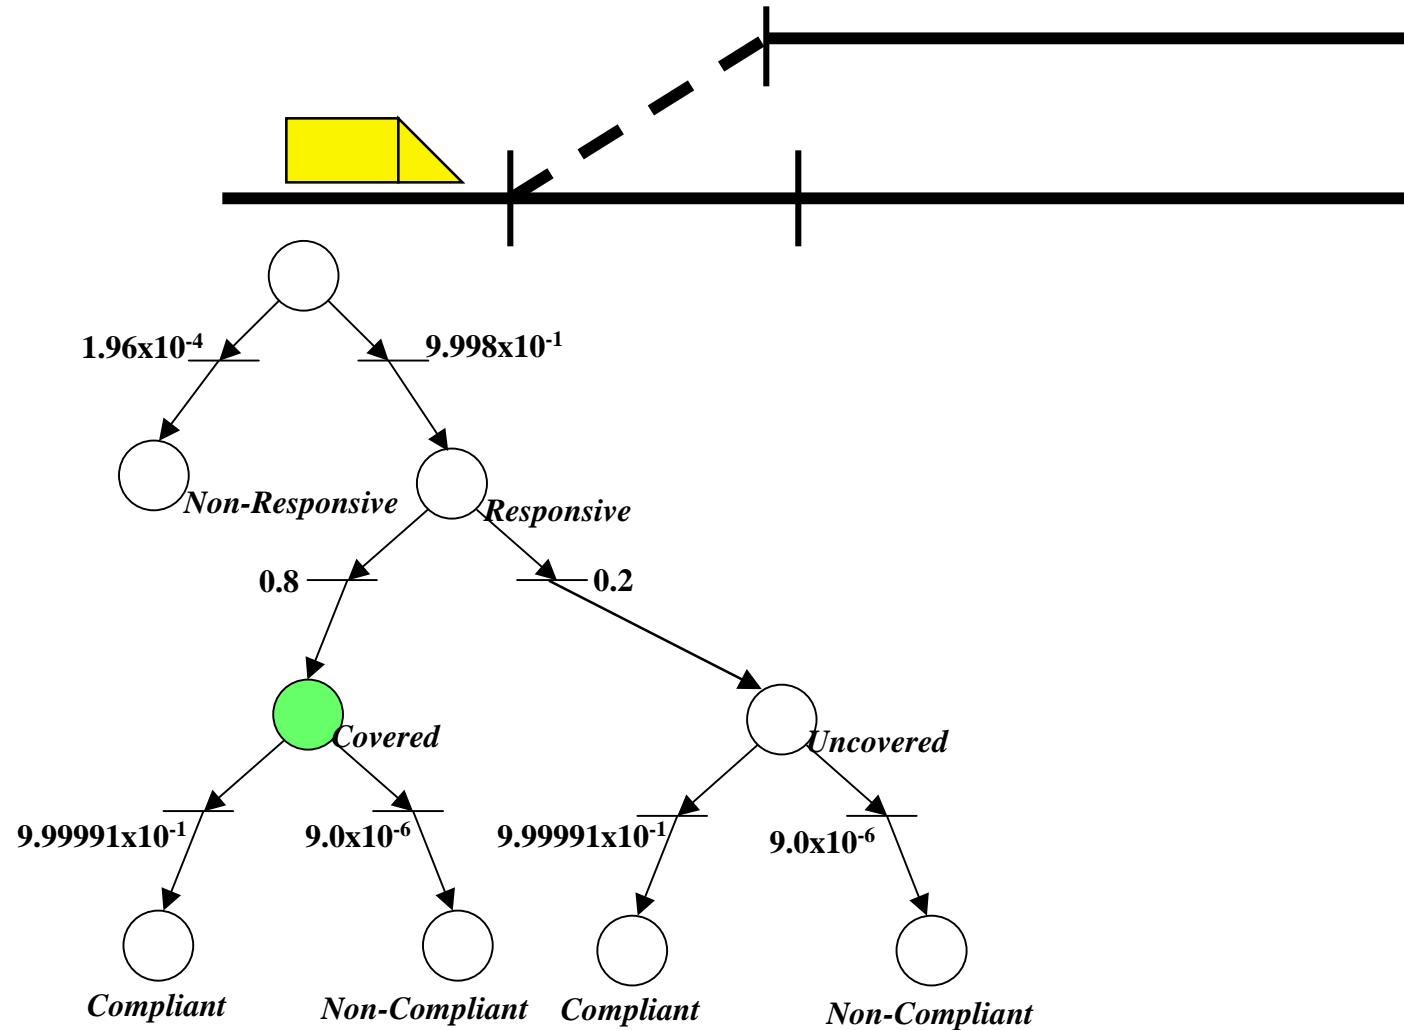 1.96x10⁻⁴ 9.998x10⁻¹
Non-Responsive Responsive
0.8 0.2
Covered Uncovered
9.99991x10⁻¹ 9.0x10⁻⁶ 9.99991x10⁻¹ 9.0x10⁻⁶
Compliant Non-Compliant Compliant Non-Compliant